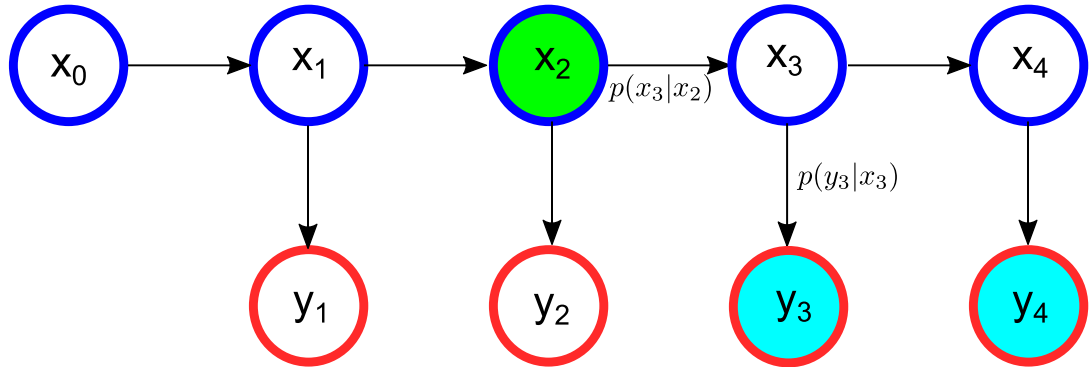 x₀ x₁ x₂ x₃ x₄
p(x₃|x₂)
p(y₃|x₃)
y₁ y₂ y₃ y₄